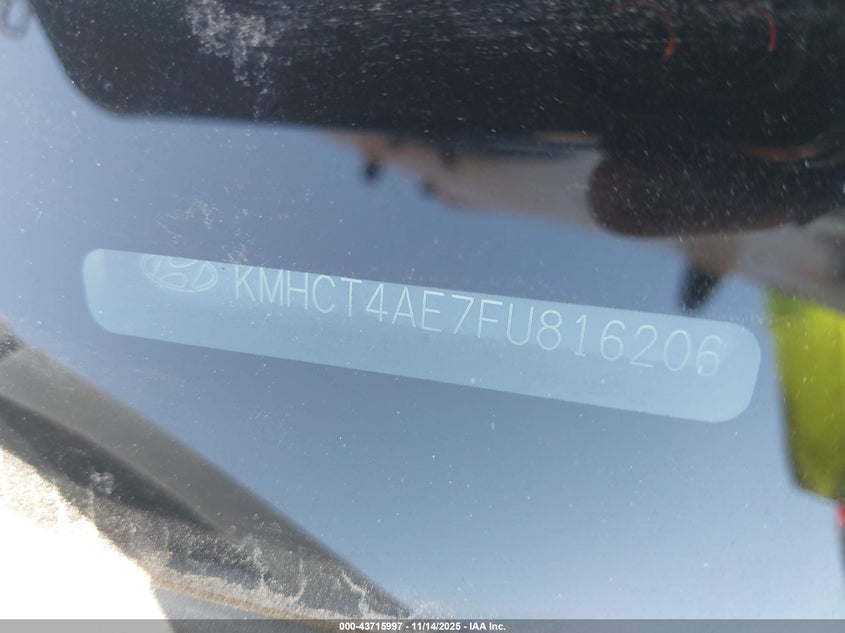 KMHCT4AE7FU816206
000-43715997 - 11/14/2025 - IAA Inc.